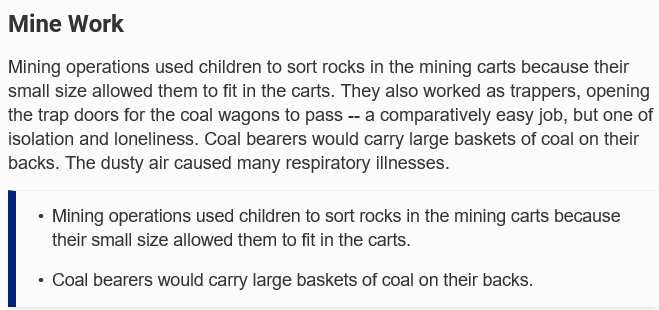 Mine Work
Mining operations used children to sort rocks in the mining carts because their
small size allowed them to fit in the carts. They also worked as trappers, opening
the trap doors for the coal wagons to pass -- a comparatively easy job, but one of
isolation and loneliness. Coal bearers would carry large baskets of coal on their
backs. The dusty air caused many respiratory illnesses.
• Mining operations used children to sort rocks in the mining carts because
their small size allowed them to fit in the carts.
• Coal bearers would carry large baskets of coal on their backs.